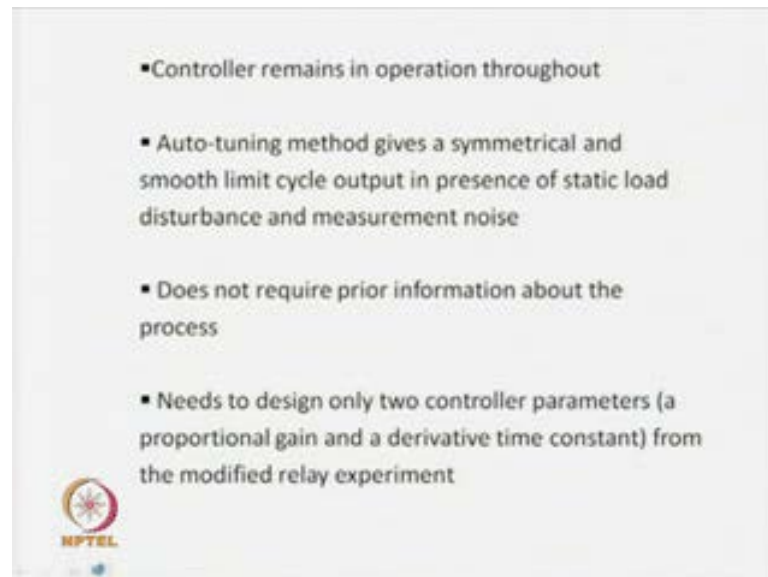 ▪Controller remains in operation throughout
▪ Auto-tuning method gives a symmetrical and
smooth limit cycle output in presence of static load
disturbance and measurement noise
▪ Does not require prior information about the
process
▪ Needs to design only two controller parameters (a
proportional gain and a derivative time constant) from
the modified relay experiment
NPTEL